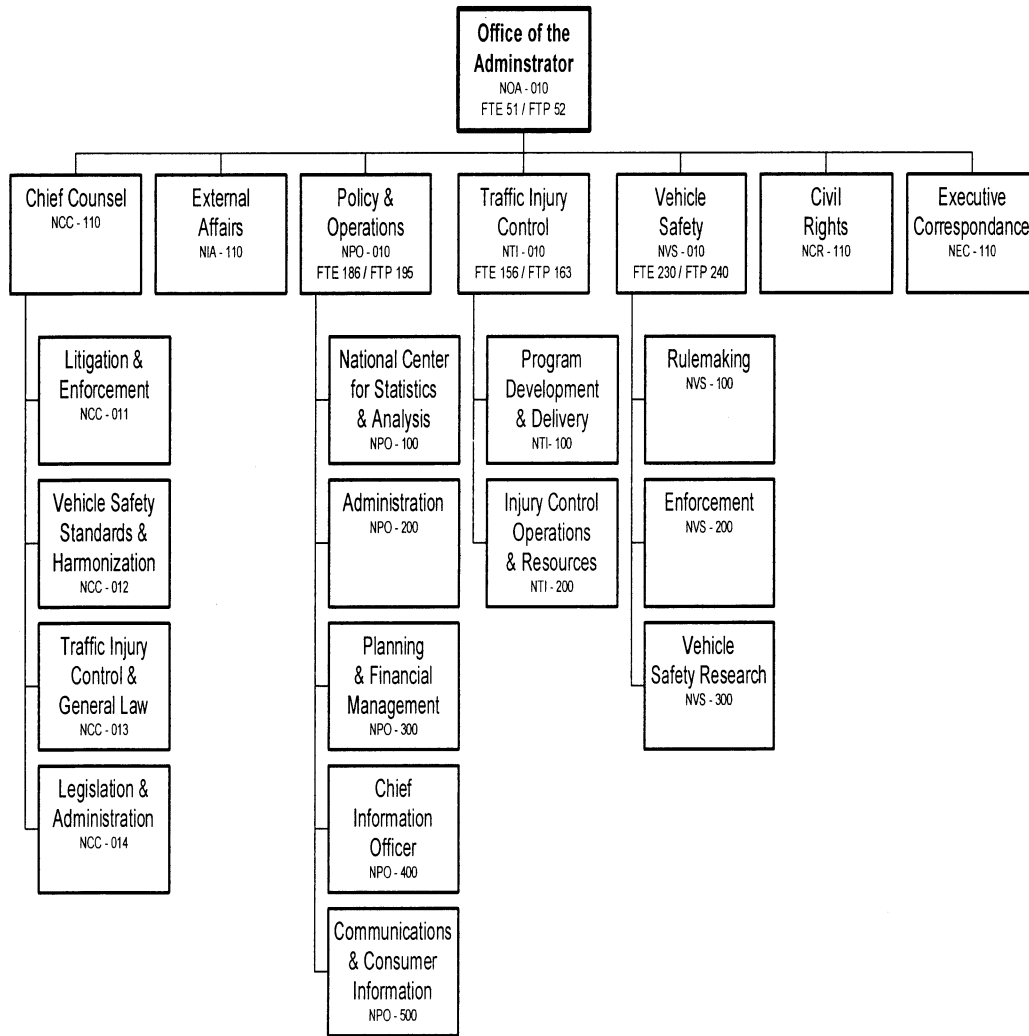 Office of the
Adminstrator
NOA - 010
FTE 51 / FTP 52
Chief Counsel
NCC - 110
External
Affairs
NIA - 110
Policy &
Operations
NPO - 010
FTE 186 / FTP 195
Traffic Injury
Control
NTI - 010
FTE 156 / FTP 163
Vehicle
Safety
NVS - 010
FTE 230 / FTP 240
Civil
Rights
NCR - 110
Executive
Correspondance
NEC - 110
Litigation &
Enforcement
NCC - 011
Vehicle Safety
Standards &
Harmonization
NCC - 012
Traffic Injury
Control &
General Law
NCC - 013
Legislation &
Administration
NCC - 014
National Center
for Statistics
& Analysis
NPO - 100
Administration
NPO - 200
Planning
& Financial
Management
NPO - 300
Chief
Information
Officer
NPO - 400
Communications
& Consumer
Information
NPO - 500
Program
Development
& Delivery
NTI- 100
Injury Control
Operations
& Resources
NTI - 200
Rulemaking
NVS - 100
Enforcement
NVS - 200
Vehicle
Safety Research
NVS - 300